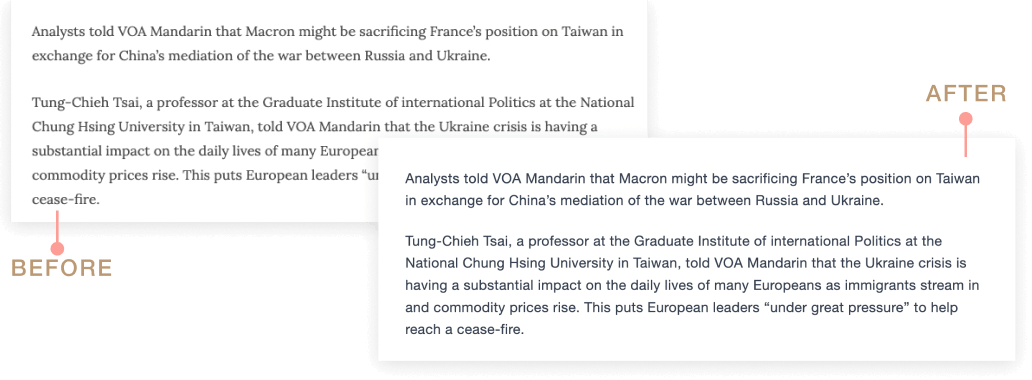 Analysts told VOA Mandarin that Macron might be sacrificing France’s position on Taiwan in
exchange for China’s mediation of the war between Russia and Ukraine.
Tung-Chieh Tsai, a professor at the Graduate Institute of international Politics at the National
Chung Hsing University in Taiwan, told VOA Mandarin that the Ukraine crisis is having a
substantial impact on the daily lives of many European
commodity prices rise. This puts European leaders “un
cease-fire.
BEFORE
AFTER
Analysts told VOA Mandarin that Macron might be sacrificing France’s position on Taiwan
in exchange for China’s mediation of the war between Russia and Ukraine.
Tung-Chieh Tsai, a professor at the Graduate Institute of international Politics at the
National Chung Hsing University in Taiwan, told VOA Mandarin that the Ukraine crisis is
having a substantial impact on the daily lives of many Europeans as immigrants stream in
and commodity prices rise. This puts European leaders “under great pressure” to help
reach a cease-fire.